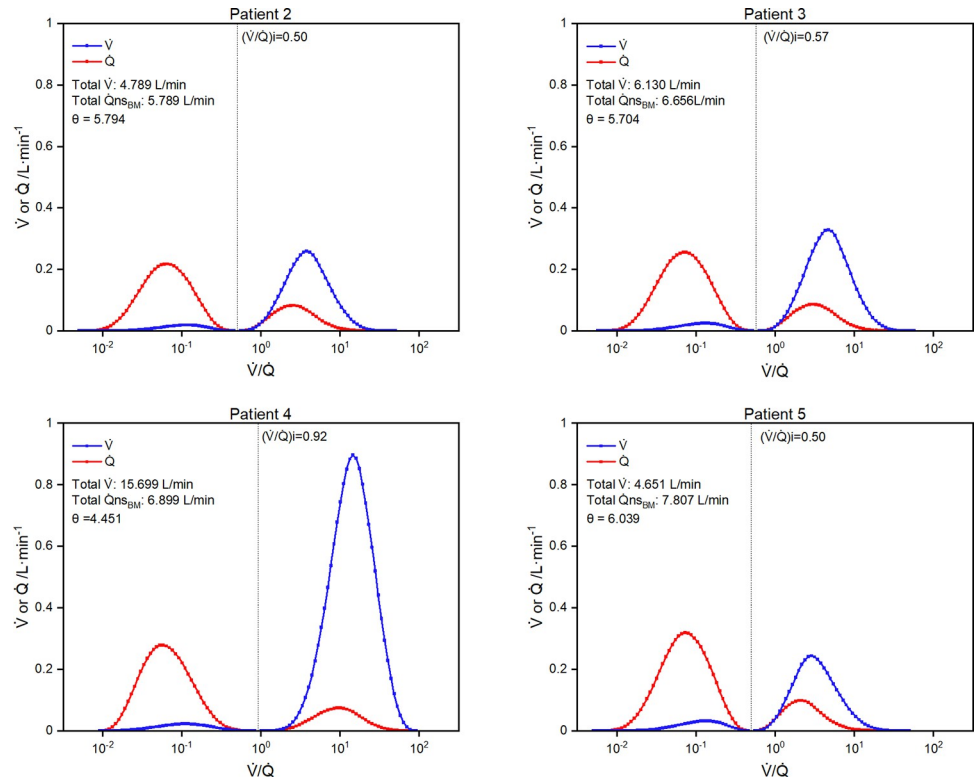 Patient 2
(V̇/Q̇)i=0.50
V̇
Q̇
Total V̇: 4.789 L/min
Total Q̇ns_BM: 5.789 L/min
θ = 5.794
V̇ or Q̇ /L·min⁻¹
1
0.8
0.6
0.4
0.2
0
10⁻² 10⁻¹ 10⁰ 10¹ 10²
V̇/Q̇
Patient 3
(V̇/Q̇)i=0.57
V̇
Q̇
Total V̇: 6.130 L/min
Total Q̇ns_BM: 6.656L/min
θ = 5.704
V̇ or Q̇ /L·min⁻¹
1
0.8
0.6
0.4
0.2
0
10⁻² 10⁻¹ 10⁰ 10¹ 10²
V̇/Q̇
Patient 4
(V̇/Q̇)i=0.92
V̇
Q̇
Total V̇: 15.699 L/min
Total Q̇ns_BM: 6.899 L/min
θ =4.451
V̇ or Q̇ /L·min⁻¹
1
0.8
0.6
0.4
0.2
0
10⁻² 10⁻¹ 10⁰ 10¹ 10²
V̇/Q̇
Patient 5
(V̇/Q̇)i=0.50
V̇
Q̇
Total V̇: 4.651 L/min
Total Q̇ns_BM: 7.807 L/min
θ = 6.039
V̇ or Q̇ /L·min⁻¹
1
0.8
0.6
0.4
0.2
0
10⁻² 10⁻¹ 10⁰ 10¹ 10²
V̇/Q̇